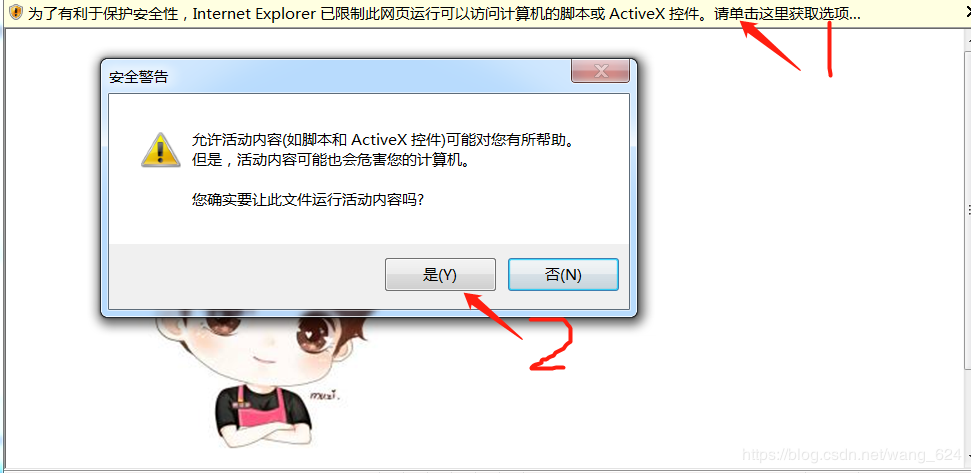 为了有利于保护安全性，Internet Explorer 已限制此网页运行可以访问计算机的脚本或 ActiveX 控件。请单击这里获取选项...
1
安全警告
允许活动内容(如脚本和 ActiveX 控件)可能对您有所帮助。
但是，活动内容可能也会危害您的计算机。
您确实要让此文件运行活动内容吗?
是(Y)
否(N)
2
muzi.
https://blog.csdn.net/wang_624